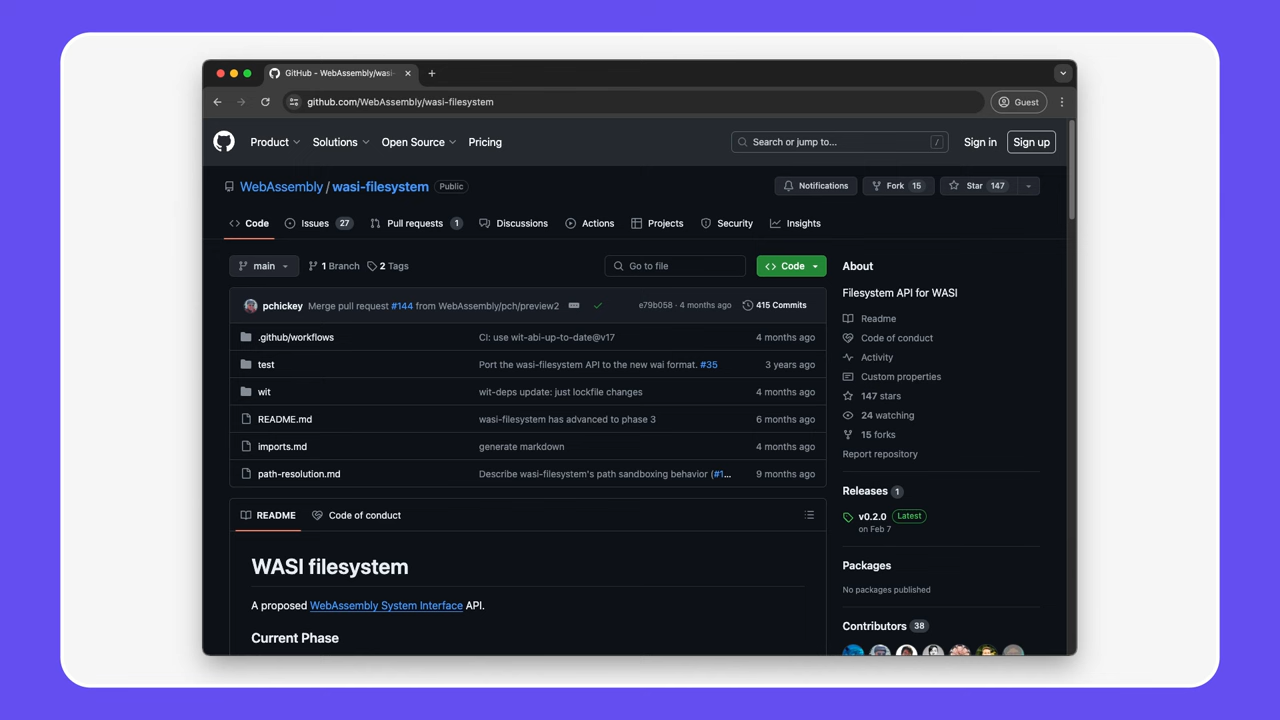 GitHub - WebAssembly/wasi-
github.com/WebAssembly/wasi-filesystem
Guest
Product
Solutions
Open Source
Pricing
Search or jump to...
/
Sign in
Sign up
WebAssembly/wasi-filesystem Public
Notifications
Fork 15
Star 147
Code
Issues 27
Pull requests 1
Discussions
Actions
Projects
Security
Insights
main
1 Branch
2 Tags
Go to file
Code
pchickey Merge pull request #144 from WebAssembly/pch/preview2
e79b058 · 4 months ago
415 Commits
.github/workflows CI: use wit-abi-up-to-date@v17 4 months ago
test Port the wasi-filesystem API to the new wai format. #35 3 years ago
wit wit-deps update: just lockfile changes 4 months ago
README.md wasi-filesystem has advanced to phase 3 6 months ago
imports.md generate markdown 4 months ago
path-resolution.md Describe wasi-filesystem's path sandboxing behavior (#1... 9 months ago
README
Code of conduct
WASI filesystem
A proposed WebAssembly System Interface API.
Current Phase
About
Filesystem API for WASI
Readme
Code of conduct
Activity
Custom properties
147 stars
24 watching
15 forks
Report repository
Releases 1
v0.2.0 Latest
on Feb 7
Packages
No packages published
Contributors 38